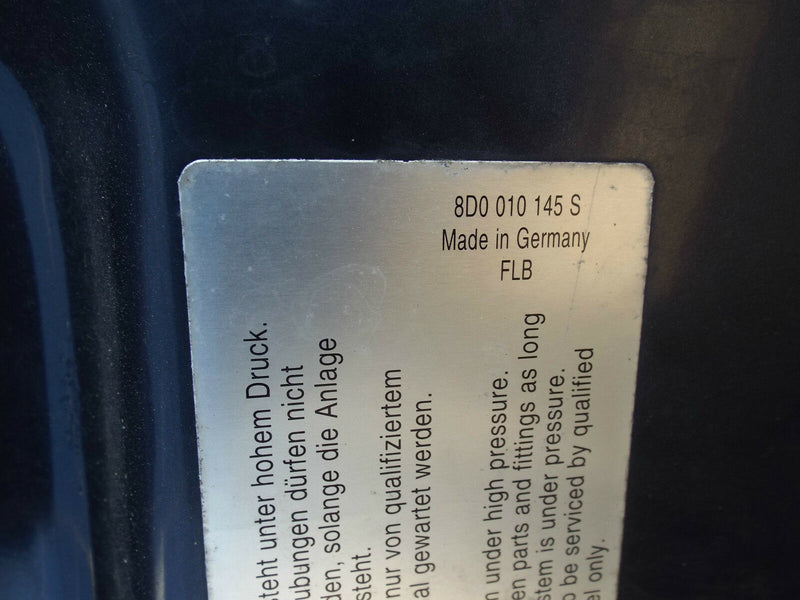 8D0 010 145 S
Made in Germany
FLB
steht unter hohem Druck.
ubungen dürfen nicht
den, solange die Anlage
steht.
nur von qualifiziertem
al gewartet werden.
n under high pressure.
en parts and fittings as long
stem is under pressure.
o be serviced by qualified
el only.